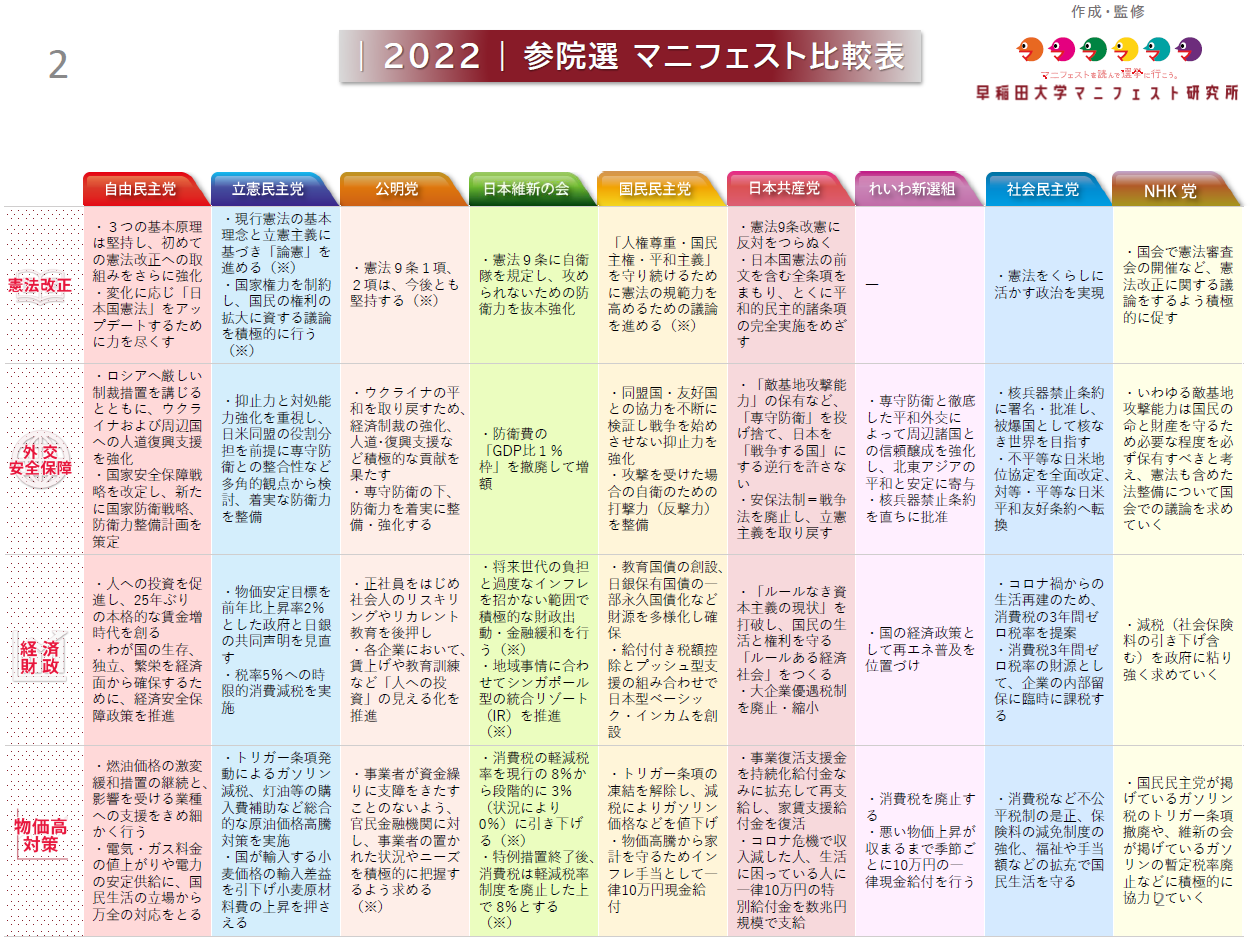 2
｜２０２２｜参院選 マニフェスト比較表
作成・監修
マニフェストを読んで選挙に行こう。
早稲田大学マニフェスト研究所
自由民主党
立憲民主党
公明党
日本維新の会
国民民主党
日本共産党
れいわ新選組
社会民主党
NHK 党
憲法改正
・３つの基本原理
は堅持し、初めて
の憲法改正への取
組みをさらに強化
・変化に応じ「日
本国憲法」をアッ
プデートするため
に力を尽くす
・現行憲法の基本
理念と立憲主義に
基づき「論憲」を
進める（※）
・国家権力を制約
し、国民の権利の
拡大に資する議論
を積極的に行う
（※）
・憲法９条１項、
２項は、今後とも
堅持する（※）
・憲法９条に自衛
隊を規定し、攻め
られないための防
衛力を抜本強化
「人権尊重・国民
主権・平和主義」
を守り続けるため
に憲法の規範力を
高めるための議論
を進める（※）
・憲法9条改憲に
反対をつらぬく
・日本国憲法の前
文を含む全条項を
まもり、とくに平
和的民主的諸条項
の完全実施をめざ
す
―
・憲法をくらしに
活かす政治を実現
・国会で憲法審査
会の開催など、憲
法改正に関する議
論をするよう積極
的に促す
外交
安全保障
・ロシアへ厳しい
制裁措置を講じる
とともに、ウクラ
イナおよび周辺国
への人道復興支援
を強化
・国家安全保障戦
略を改定し、新た
に国家防衛戦略、
防衛力整備計画を
策定
・抑止力と対処能
力強化を重視し、
日米同盟の役割分
担を前提に専守防
衛との整合性など
多角的観点から検
討、着実な防衛力
を整備
・ウクライナの平
和を取り戻すため、
経済制裁の強化、
人道・復興支援な
ど積極的な貢献を
果たす
・専守防衛の下、
防衛力を着実に整
備・強化する
・防衛費の
「GDP比１％
枠」を撤廃して増
額
・同盟国・友好国
との協力を不断に
検証し戦争を始め
させない抑止力を
強化
・攻撃を受けた場
合の自衛のための
打撃力（反撃力）
を整備
・「敵基地攻撃能
力」の保有など、
「専守防衛」を投
げ捨て、日本を
「戦争する国」に
する逆行を許さな
い
・安保法制＝戦争
法を廃止し、立憲
主義を取り戻す
・専守防衛と徹底
した平和外交に
よって周辺諸国と
の信頼醸成を強化
し、北東アジアの
平和と安定に寄与
・核兵器禁止条約
を直ちに批准
・核兵器禁止条約
に署名・批准し、
被爆国として核な
き世界を目指す
・不平等な日米地
位協定を全面改定、
対等・平等な日米
平和友好条約へ転
換
・いわゆる敵基地
攻撃能力は国民の
命と財産を守るた
め必要な程度を必
ず保有すべきと考
え、憲法も含めた
法整備について国
会での議論を求め
ていく
経済
財政
・人への投資を促
進し、25年ぶり
の本格的な賃金増
時代を創る
・わが国の生存、
独立、繁栄を経済
面から確保するた
めに、経済安全保
障政策を推進
・物価安定目標を
前年比上昇率2％
とした政府と日銀
の共同声明を見直
す
・税率5％への時
限的消費減税を実
施
・正社員をはじめ
社会人のリスキリ
ングやリカレント
教育を後押し
・各企業において、
賃上げや教育訓練
など「人への投
資」の見える化を
推進
・将来世代の負担
と過度なインフレ
を招かない範囲で
積極的な財政出
動・金融緩和を行
う（※）
・地域事情に合わ
せてシンガポール
型の統合リゾート
（IR）を推進
（※）
・教育国債の創設、
日銀保有国債の一
部永久国債化など
財源を多様化し確
保
・給付付き税額控
除とプッシュ型支
援の組み合わせで
日本型ベーシッ
ク・インカムを創
設
・「ルールなき資
本主義の現状」を
打破し、国民の生
活と権利を守る
「ルールある経済
社会」をつくる
・大企業優遇税制
を廃止・縮小
・国の経済政策と
して再エネ普及を
位置づけ
・コロナ禍からの
生活再建のため、
消費税の3年間ゼ
ロ税率を提案
・消費税3年間ゼ
ロ税率の財源とし
て、企業の内部留
保に臨時に課税す
る
・減税（社会保険
料の引き下げ含
む）を政府に粘り
強く求めていく
物価高
対策
・燃油価格の激変
緩和措置の継続と、
影響を受ける業種
への支援をきめ細
かく行う
・電気・ガス料金
の値上がりや電力
の安定供給に、国
民生活の立場から
万全の対応をとる
・トリガー条項発
動によるガソリン
減税、灯油等の購
入費補助など総合
的な原油価格高騰
対策を実施
・国が輸入する小
麦価格の輸入差益
を引下げ小麦原材
料費の上昇を押さ
える
・事業者が資金繰
りに支障をきたす
ことのないよう、
官民金融機関に対
し、事業者の置か
れた状況やニーズ
を積極的に把握す
るよう求める
（※）
・消費税の軽減税
率を現行の８％か
ら段階的に３％
（状況により
0％）に引き下げ
る（※）
・特例措置終了後、
消費税は軽減税率
制度を廃止した上
で８％とする
（※）
・トリガー条項の
凍結を解除し、減
税によりガソリン
価格などを値下げ
・物価高騰から家
計を守るためイン
フレ手当として一
律10万円現金給
付
・事業復活支援金
を持続化給付金な
みに拡充して再支
給し、家賃支援給
付金を復活
・コロナ危機で収
入減した人、生活
に困っている人に
一律10万円の特
別給付金を数兆円
規模で支給
・消費税を廃止す
る
・悪い物価上昇が
収まるまで季節ご
とに10万円の一
律現金給付を行う
・消費税など不公
平税制の是正、保
険料の減免制度の
強化、福祉や手当
額などの拡充で国
民生活を守る
・国民民主党が掲
げているガソリン
税のトリガー条項
撤廃や、維新の会
が掲げているガソ
リンの暫定税率廃
止などに積極的に
協力していく
2